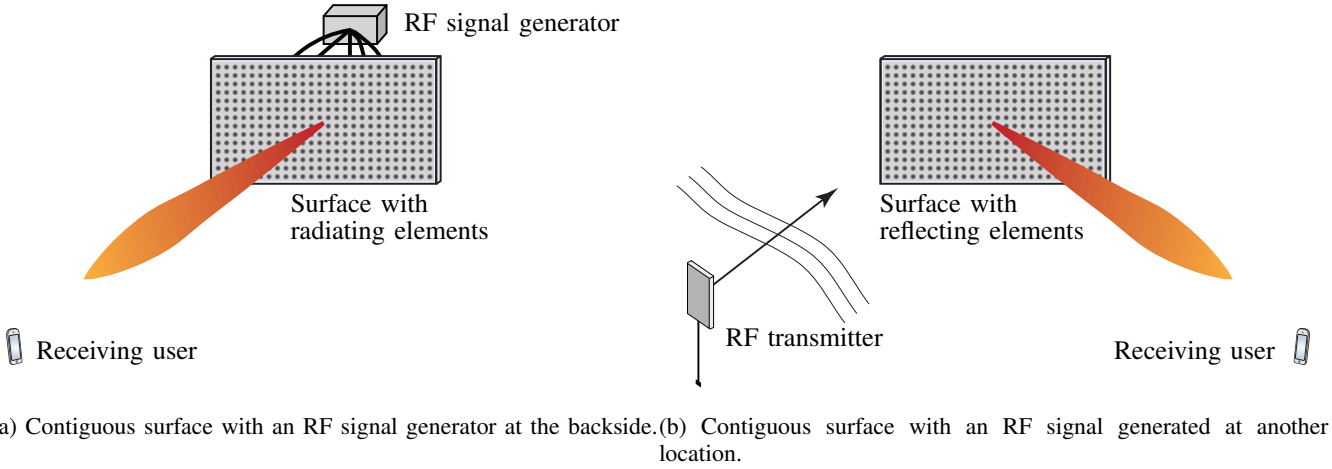 RF signal generator
Surface with
radiating elements
Receiving user
Surface with
reflecting elements
RF transmitter
Receiving user
a) Contiguous surface with an RF signal generator at the backside.
(b) Contiguous surface with an RF signal generated at another
location.